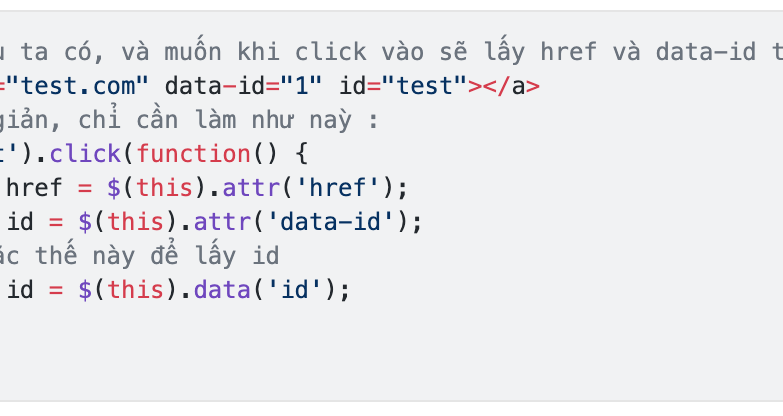 ta có, và muốn khi click vào sẽ lấy href và data-id
="test.com" data-id="1" id="test"></a>
giản, chỉ cần làm như naỳ :
').click(function() {
href = $(this).attr('href');
id = $(this).attr('data-id');
thế này để lấy id
id = $(this).data('id');